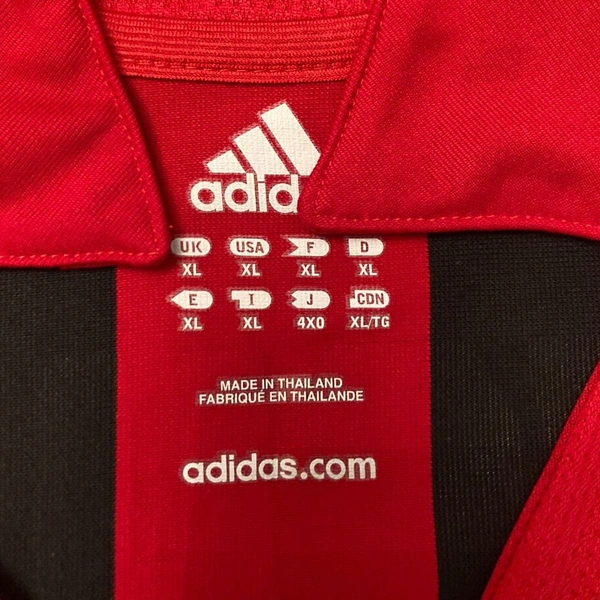 adid
UK USA F D
XL XL XL XL
E I J CDN
XL XL 4XO XL/TG
MADE IN THAILAND
FABRIQUÉ EN THAILANDE
adidas.com